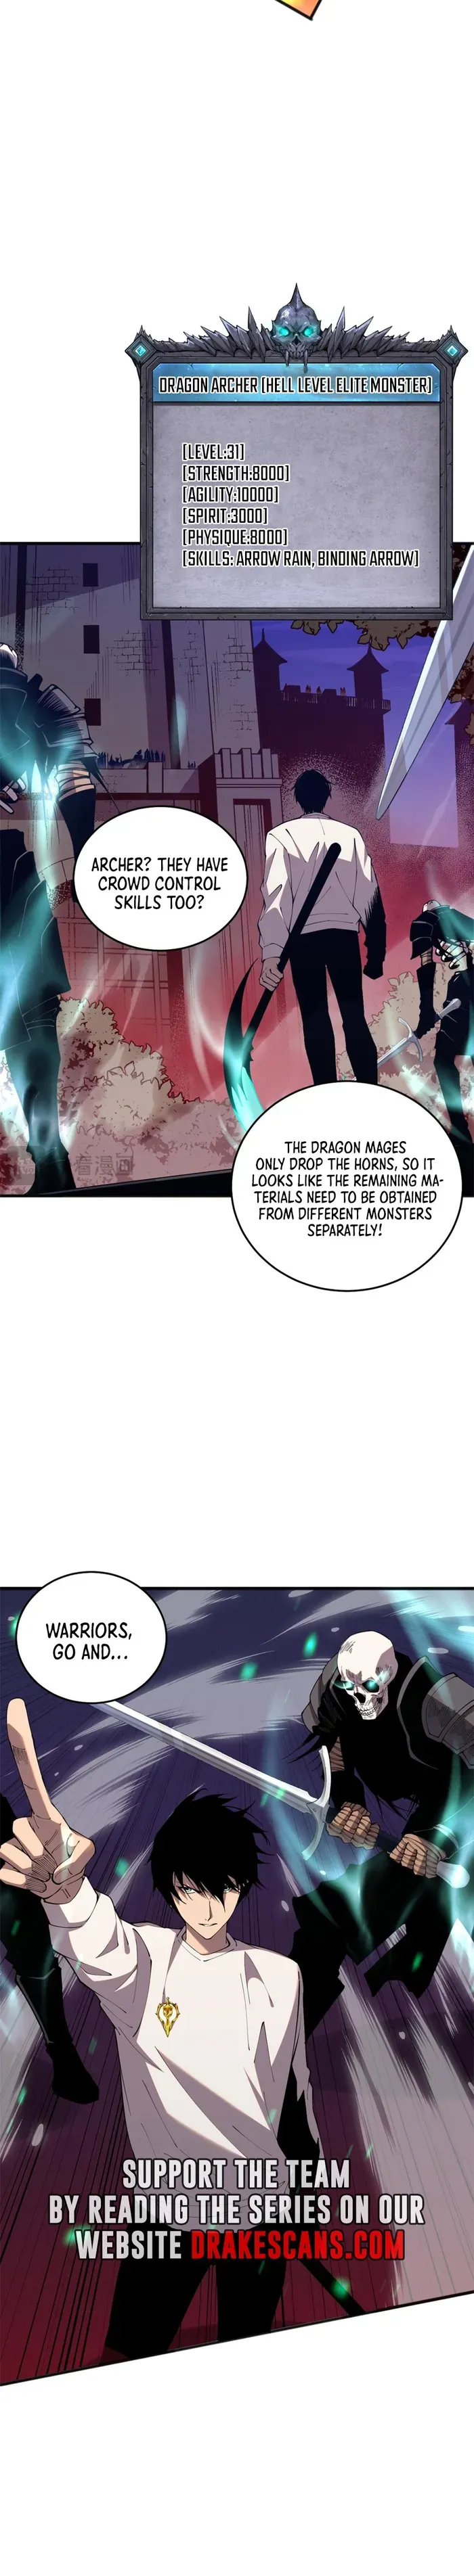 DRAGON ARCHER [HELL LEVEL ELITE MONSTER]
[LEVEL:31]
[STRENGTH:8000]
[AGILITY:10000]
[SPIRIT:3000]
[PHYSIQUE:8000]
[SKILLS: ARROW RAIN, BINDING ARROW]
ARCHER? THEY HAVE
CROWD CONTROL
SKILLS TOO?
THE DRAGON MAGES
ONLY DROP THE HORNS, SO IT
LOOKS LIKE THE REMAINING MA-
TERIALS NEED TO BE OBTAINED
FROM DIFFERENT MONSTERS
SEPARATELY!
WARRIORS,
GO AND...
SUPPORT THE TEAM
BY READING THE SERIES ON OUR
WEBSITE DRAKESCANS.COM